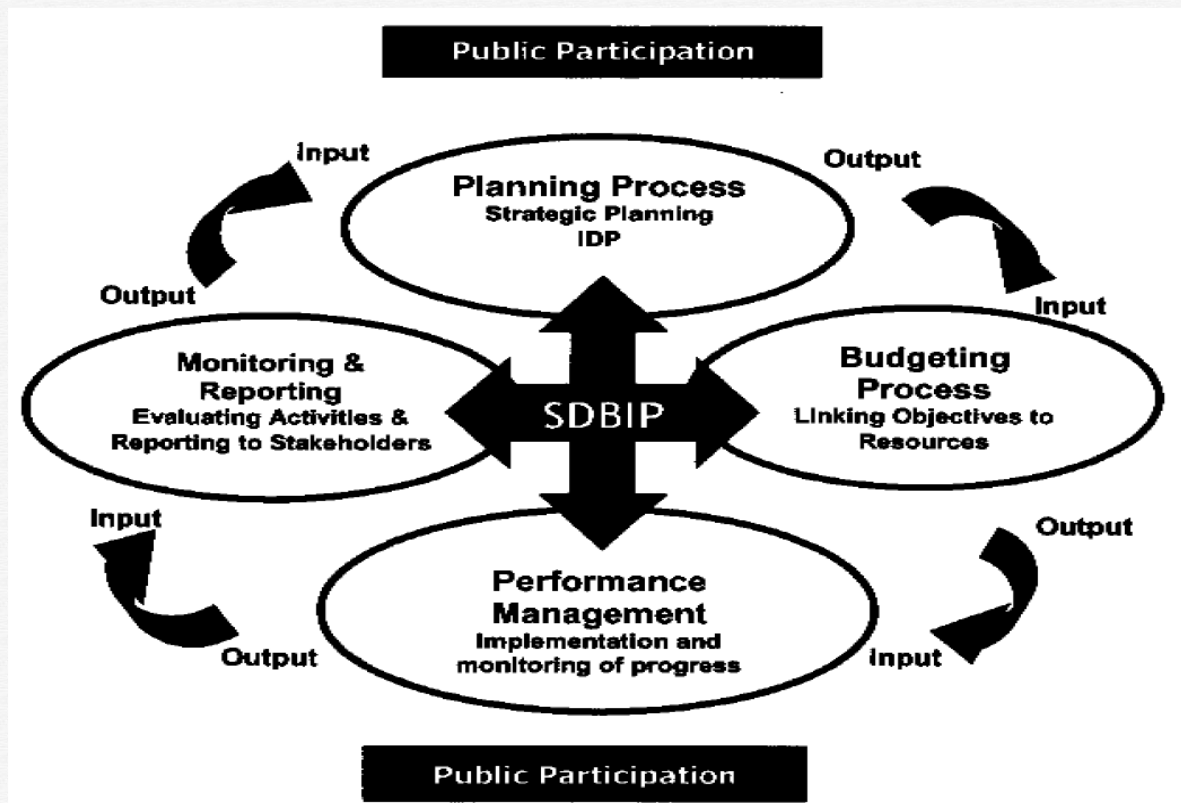 Public Participation
Input
Output
Planning Process
Strategic Planning
IDP
Output
Input
Monitoring &
Reporting
Evaluating Activities &
Reporting to Stakeholders
SDBIP
Budgeting
Process
Linking Objectives to
Resources
Input
Output
Performance
Management
Implementation and
monitoring of progress
Output
Input
Public Participation